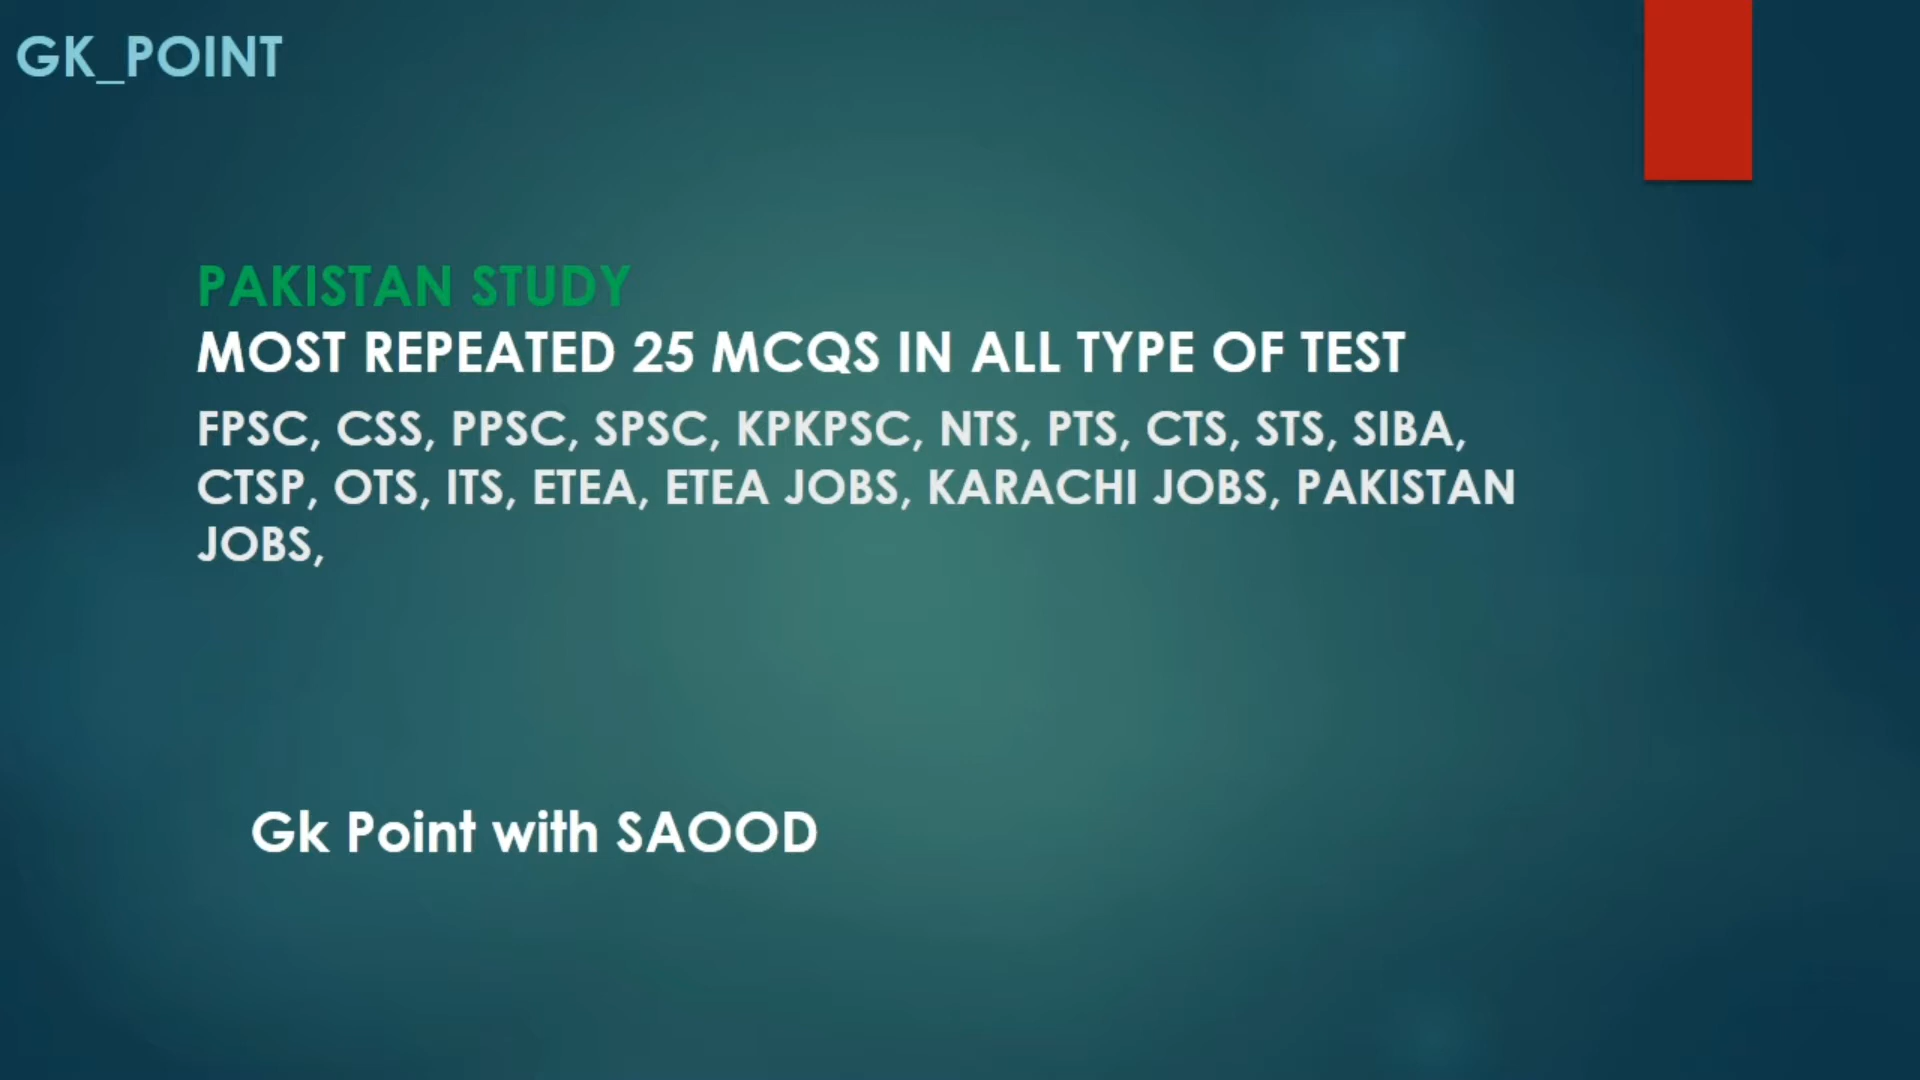 GK_POINT
PAKISTAN STUDY
MOST REPEATED 25 MCQS IN ALL TYPE OF TEST
FPSC, CSS, PPSC, SPSC, KPKPSC, NTS, PTS, CTS, STS, SIBA,
CTSP, OTS, ITS, ETEA, ETEA JOBS, KARACHI JOBS, PAKISTAN
JOBS,
Gk Point with SAOOD